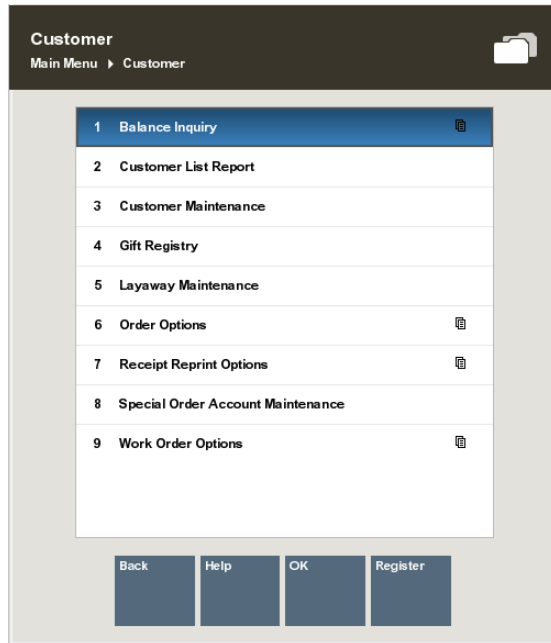 Customer
Main Menu ▶ Customer
1 Balance Inquiry
2 Customer List Report
3 Customer Maintenance
4 Gift Registry
5 Layaway Maintenance
6 Order Options
7 Receipt Reprint Options
8 Special Order Account Maintenance
9 Work Order Options
Back Help OK Register